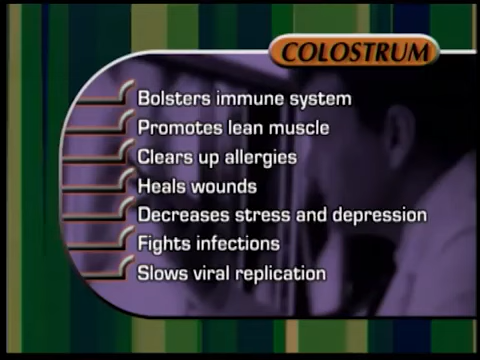 COLOSTRUM
Bolsters immune system
Promotes lean muscle
Clears up allergies
Heals wounds
Decreases stress and depression
Fights infections
Slows viral replication